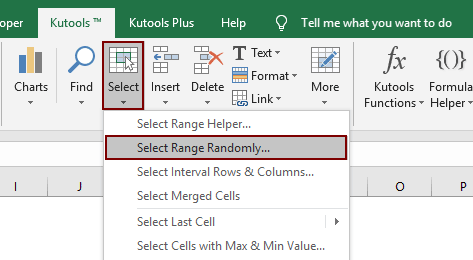 oper Kutools ™ Kutools Plus Help Tell me what you want to do
Charts Find Select Insert Delete Text Format Link More Kutools Functions Formula Helper
Select Range Helper...
Select Range Randomly...
Select Interval Rows & Columns...
Select Merged Cells
Select Last Cell
Select Cells with Max & Min Value...
I J O P
fx f(x)